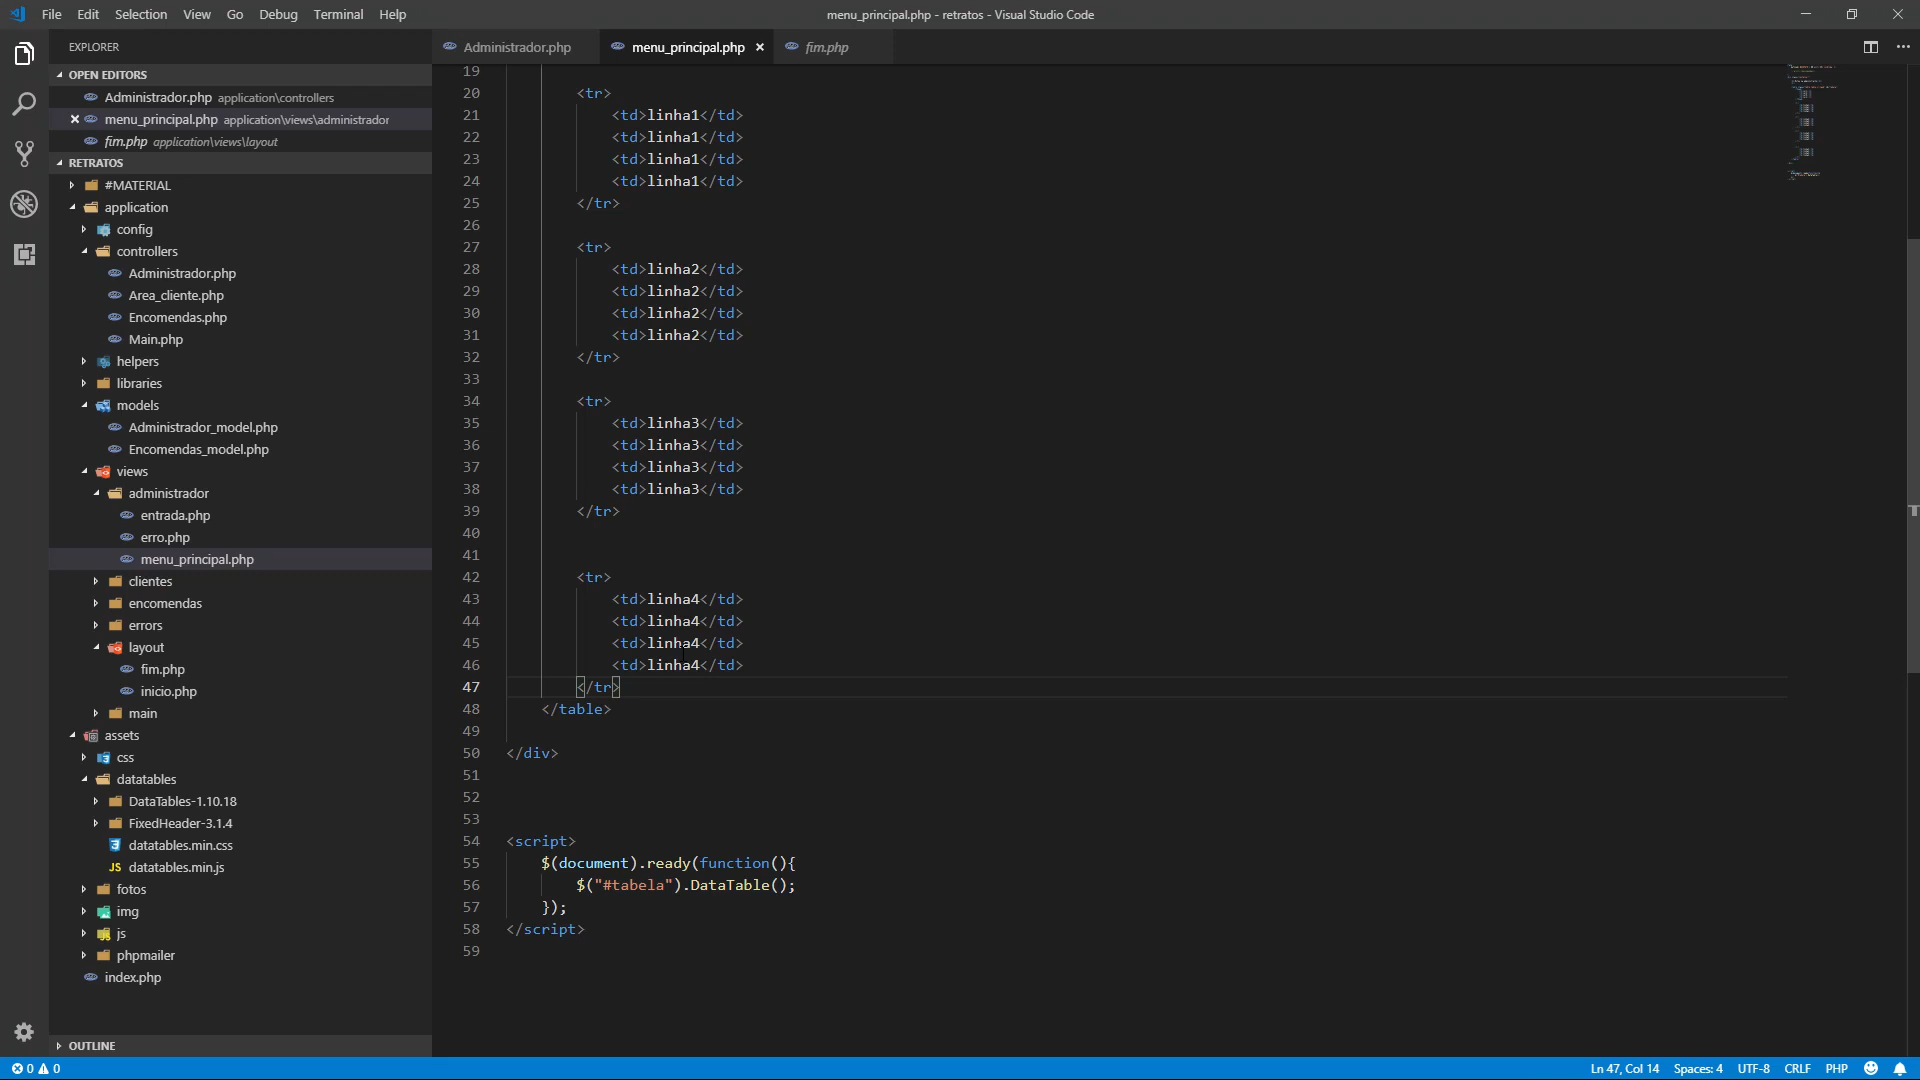 File Edit Selection View Go Debug Terminal Help
menu_principal.php - retratos - Visual Studio Code
EXPLORER
OPEN EDITORS
Administrador.php application\controllers
menu_principal.php application\views\administrador
fim.php application\views\layout
RETRATOS
#MATERIAL
application
config
controllers
Administrador.php
Area_cliente.php
Encomendas.php
Main.php
helpers
libraries
models
Administrador_model.php
Encomendas_model.php
views
administrador
entrada.php
erro.php
menu_principal.php
clientes
encomendas
errors
layout
fim.php
inicio.php
main
assets
css
datatables
DataTables-1.10.18
FixedHeader-3.1.4
datatables.min.css
JS datatables.min.js
fotos
img
js
phpmailer
index.php
OUTLINE
Administrador.php menu_principal.php fim.php
19
20 <tr>
21 <td>linha1</td>
22 <td>linha1</td>
23 <td>linha1</td>
24 <td>linha1</td>
25 </tr>
26
27 <tr>
28 <td>linha2</td>
29 <td>linha2</td>
30 <td>linha2</td>
31 <td>linha2</td>
32 </tr>
33
34 <tr>
35 <td>linha3</td>
36 <td>linha3</td>
37 <td>linha3</td>
38 <td>linha3</td>
39 </tr>
40
41
42 <tr>
43 <td>linha4</td>
44 <td>linha4</td>
45 <td>linha4</td>
46 <td>linha4</td>
47 </tr>
48 </table>
49
50 </div>
51
52
53
54 <script>
55 $(document).ready(function(){
56 $("#tabela").DataTable();
57 });
58 </script>
59
0 0
Ln 47, Col 14 Spaces: 4 UTF-8 CRLF PHP